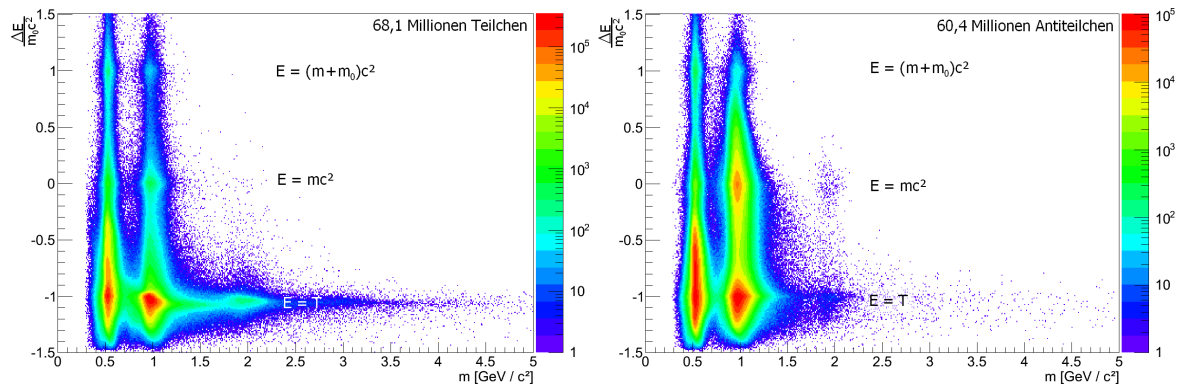 1.5
1
0.5
0
-0.5
-1
-1.5
ΔE
m₀c²
68,1 Millionen Teilchen
E = (m+m₀)c²
E = mc²
E = T
0 0.5 1 1.5 2 2.5 3 3.5 4 4.5 5
m [GeV / c²]
10⁵
10⁴
10³
10²
10
1
1.5
1
0.5
0
-0.5
-1
-1.5
ΔE
m₀c²
60,4 Millionen Antiteilchen
E = (m+m₀)c²
E = mc²
E = T
0 0.5 1 1.5 2 2.5 3 3.5 4 4.5 5
m [GeV / c²]
10⁵
10⁴
10³
10²
10
1